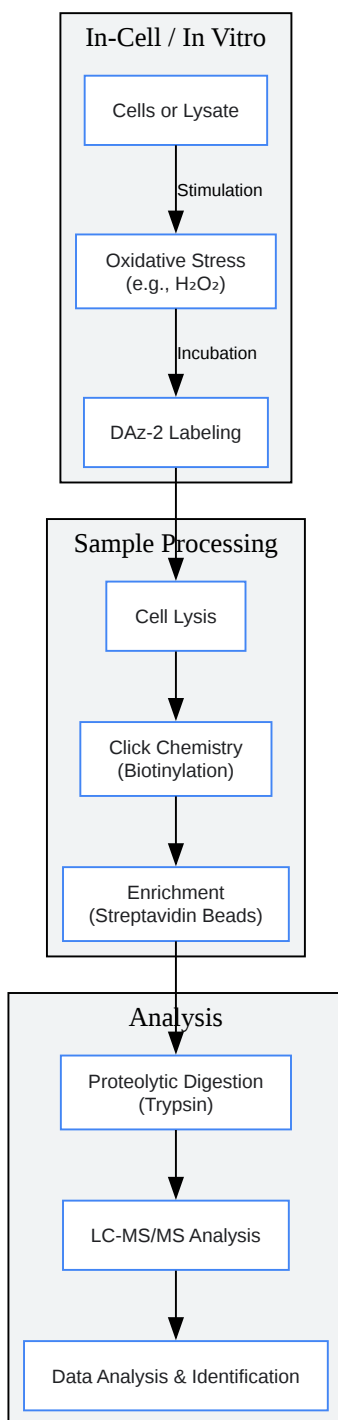 In-Cell / In Vitro
Cells or Lysate
Stimulation
Oxidative Stress
(e.g., H₂O₂)
Incubation
DAz-2 Labeling
Sample Processing
Cell Lysis
Click Chemistry
(Biotinylation)
Enrichment
(Streptavidin Beads)
Analysis
Proteolytic Digestion
(Trypsin)
LC-MS/MS Analysis
Data Analysis & Identification